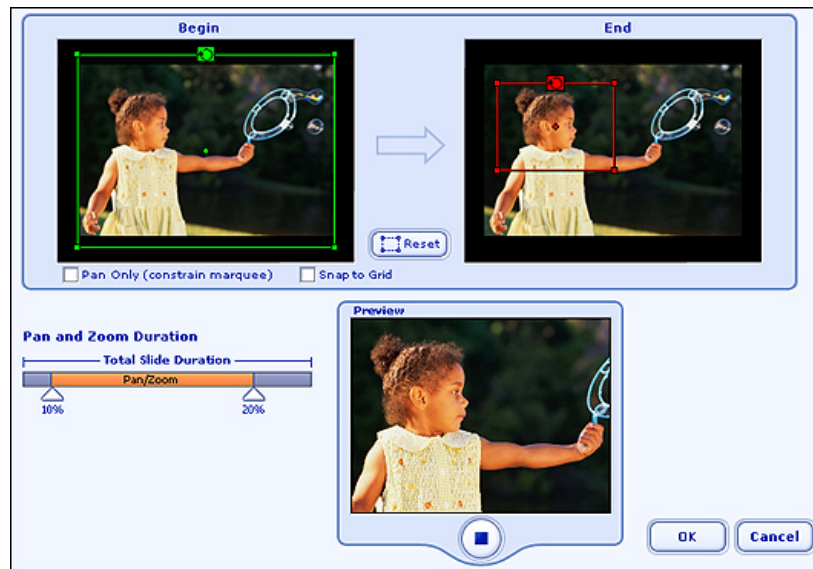 Begin
End
Reset
Pan Only (constrain marquee)
Snap to Grid
Pan and Zoom Duration
Total Slide Duration
Pan/Zoom
10%
20%
Preview
OK
Cancel